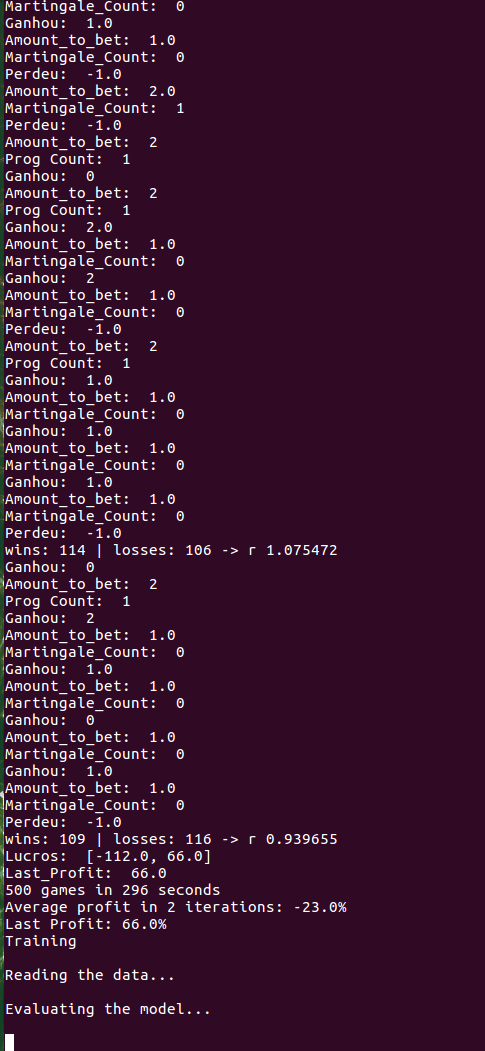 Martingale_Count:  0
Ganhou:  1.0
Amount_to_bet:  1.0
Martingale_Count:  0
Perdeu:  -1.0
Amount_to_bet:  2.0
Martingale_Count:  1
Perdeu:  -1.0
Amount_to_bet:  2
Prog Count:  1
Ganhou:  0
Amount_to_bet:  2
Prog Count:  1
Ganhou:  2.0
Amount_to_bet:  1.0
Martingale_Count:  0
Ganhou:  2
Amount_to_bet:  1.0
Martingale_Count:  0
Perdeu:  -1.0
Amount_to_bet:  2
Prog Count:  1
Ganhou:  1.0
Amount_to_bet:  1.0
Martingale_Count:  0
Ganhou:  1.0
Amount_to_bet:  1.0
Martingale_Count:  0
Ganhou:  1.0
Amount_to_bet:  1.0
Martingale_Count:  0
Perdeu:  -1.0
wins: 114 | losses: 106 -> r 1.075472
Ganhou:  0
Amount_to_bet:  2
Prog Count:  1
Ganhou:  2
Amount_to_bet:  1.0
Martingale_Count:  0
Ganhou:  1.0
Amount_to_bet:  1.0
Martingale_Count:  0
Ganhou:  0
Amount_to_bet:  1.0
Martingale_Count:  0
Ganhou:  1.0
Amount_to_bet:  1.0
Martingale_Count:  0
Perdeu:  -1.0
wins: 109 | losses: 116 -> r 0.939655
Lucros:  [-112.0, 66.0]
Last_Profit:  66.0
500 games in 296 seconds
Average profit in 2 iterations: -23.0%
Last Profit: 66.0%
Training
Reading the data...
Evaluating the model...